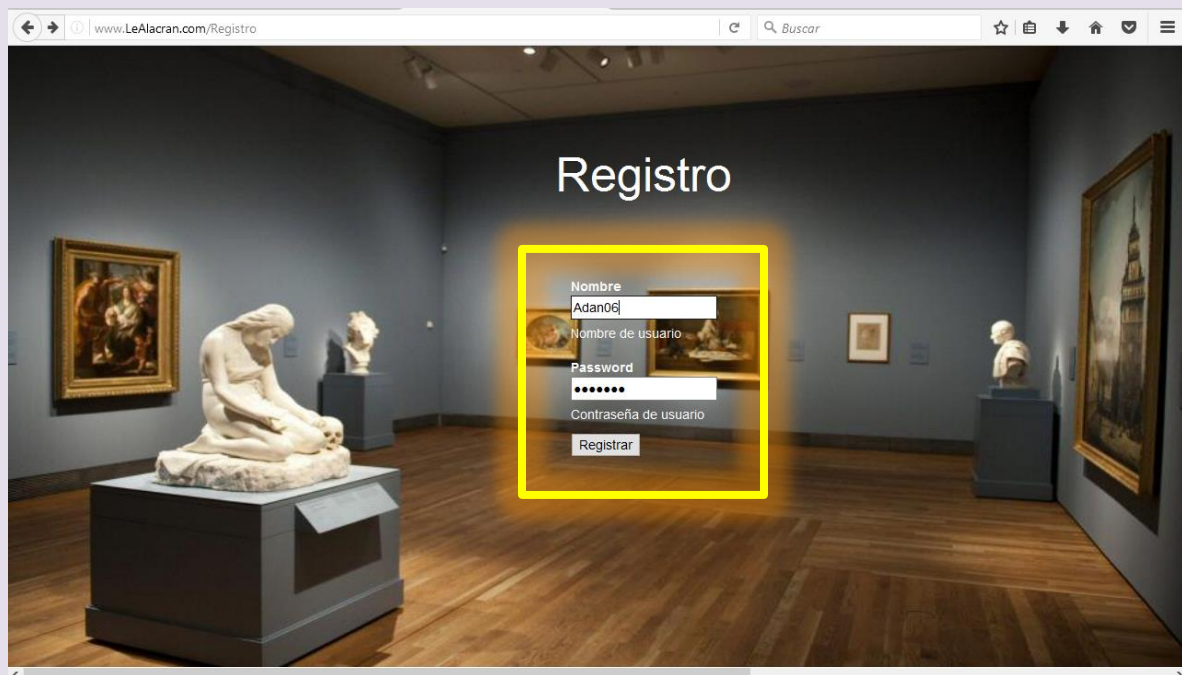 www.LeAlacran.com/Registro
Buscar
Registro
Nombre
Adan06
Nombre de usuario
Password
•••••••
Contraseña de usuario
Registrar